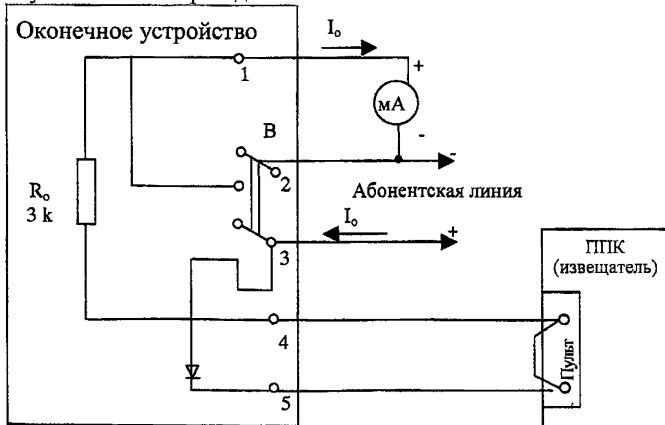 Оконечное устройство
I₀
1
+
мА
-
В
-
2
R₀
3 k
Абонентская линия
I₀
+
3
ППК
(извещатель)
4
Пульт
5